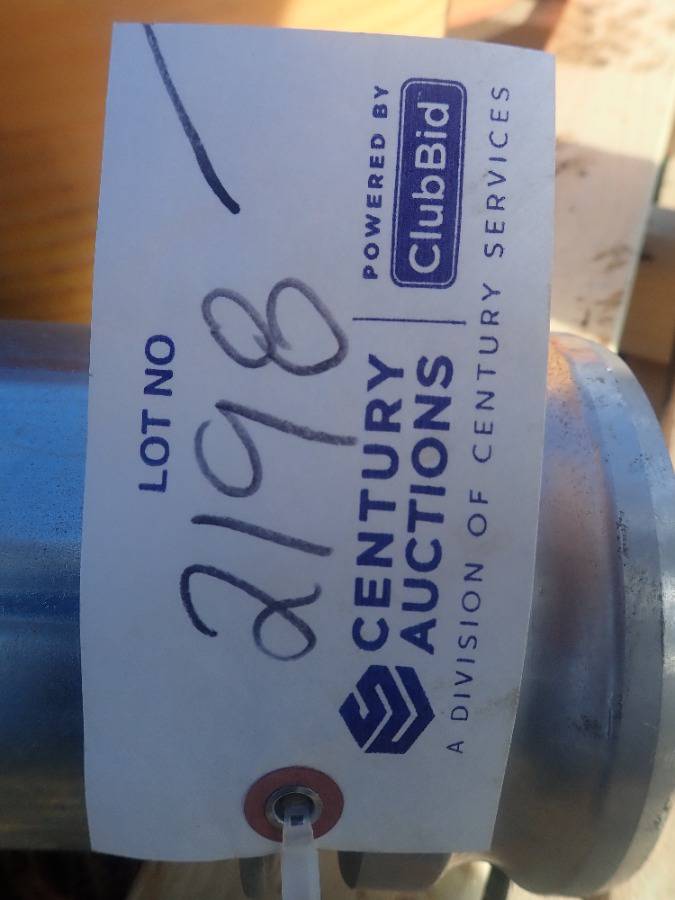 LOT NO
2198
CENTURY
AUCTIONS
POWERED BY
ClubBid
A DIVISION OF CENTURY SERVICES